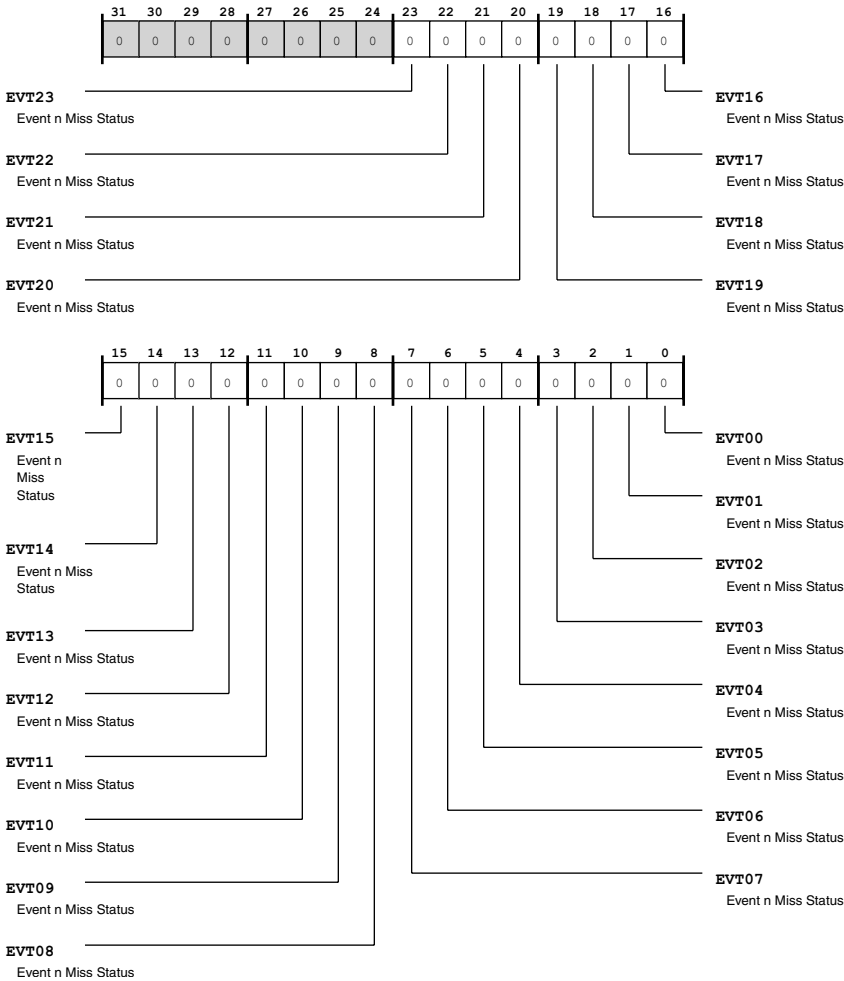 31 30 29 28 27 26 25 24 23 22 21 20 19 18 17 16
0 0 0 0 0 0 0 0 0 0 0 0 0 0 0 0
EVT23
Event n Miss Status
EVT22
Event n Miss Status
EVT21
Event n Miss Status
EVT20
Event n Miss Status
EVT16
Event n Miss Status
EVT17
Event n Miss Status
EVT18
Event n Miss Status
EVT19
Event n Miss Status
15 14 13 12 11 10 9 8 7 6 5 4 3 2 1 0
0 0 0 0 0 0 0 0 0 0 0 0 0 0 0 0
EVT15
Event n
Miss
Status
EVT14
Event n Miss
Status
EVT13
Event n Miss Status
EVT12
Event n Miss Status
EVT11
Event n Miss Status
EVT10
Event n Miss Status
EVT09
Event n Miss Status
EVT08
Event n Miss Status
EVT00
Event n Miss Status
EVT01
Event n Miss Status
EVT02
Event n Miss Status
EVT03
Event n Miss Status
EVT04
Event n Miss Status
EVT05
Event n Miss Status
EVT06
Event n Miss Status
EVT07
Event n Miss Status